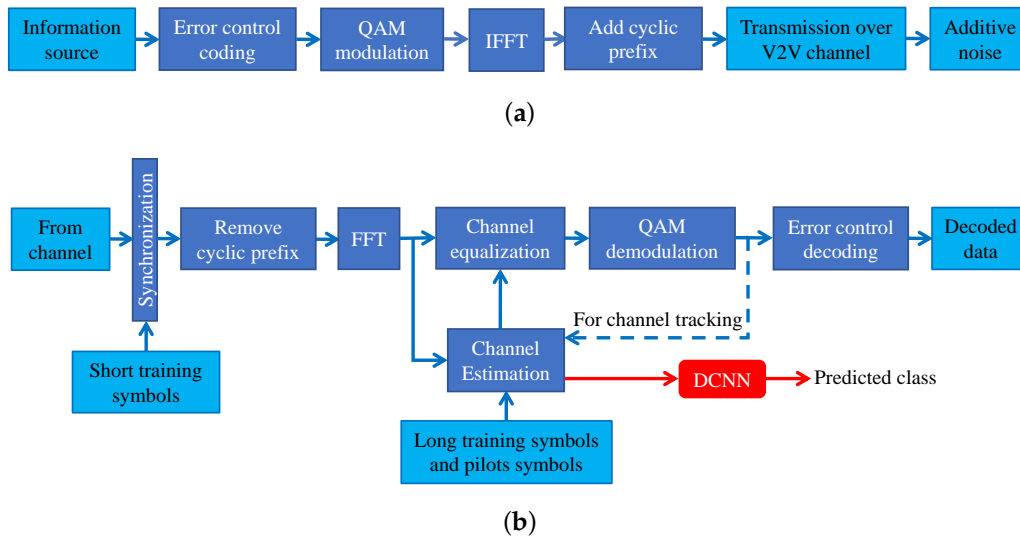 Information
source
Error control
coding
QAM
modulation
IFFT
Add cyclic
prefix
Transmission over
V2V channel
Additive
noise
(a)
From
channel
Synchronization
Remove
cyclic prefix
FFT
Channel
equalization
QAM
demodulation
Error control
decoding
Decoded
data
For channel tracking
Short training
symbols
Channel
Estimation
DCNN
Predicted class
Long training symbols
and pilots symbols
(b)